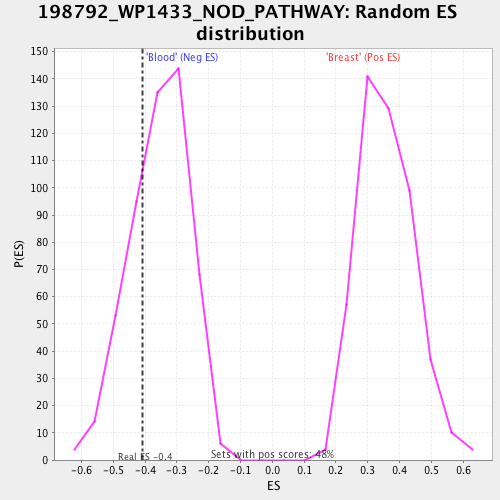 198792_WP1433_NOD_PATHWAY: Random ES
distribution
'Blood' (Neg ES)
'Breast' (Pos ES)
150
140
130
120
110
100
90
80
70
60
50
40
30
20
10
0
P(ES)
Real ES -0.4
Sets with pos scores: 48%
-0.6 -0.5 -0.4 -0.3 -0.2 -0.1 0.0 0.1 0.2 0.3 0.4 0.5 0.6
ES